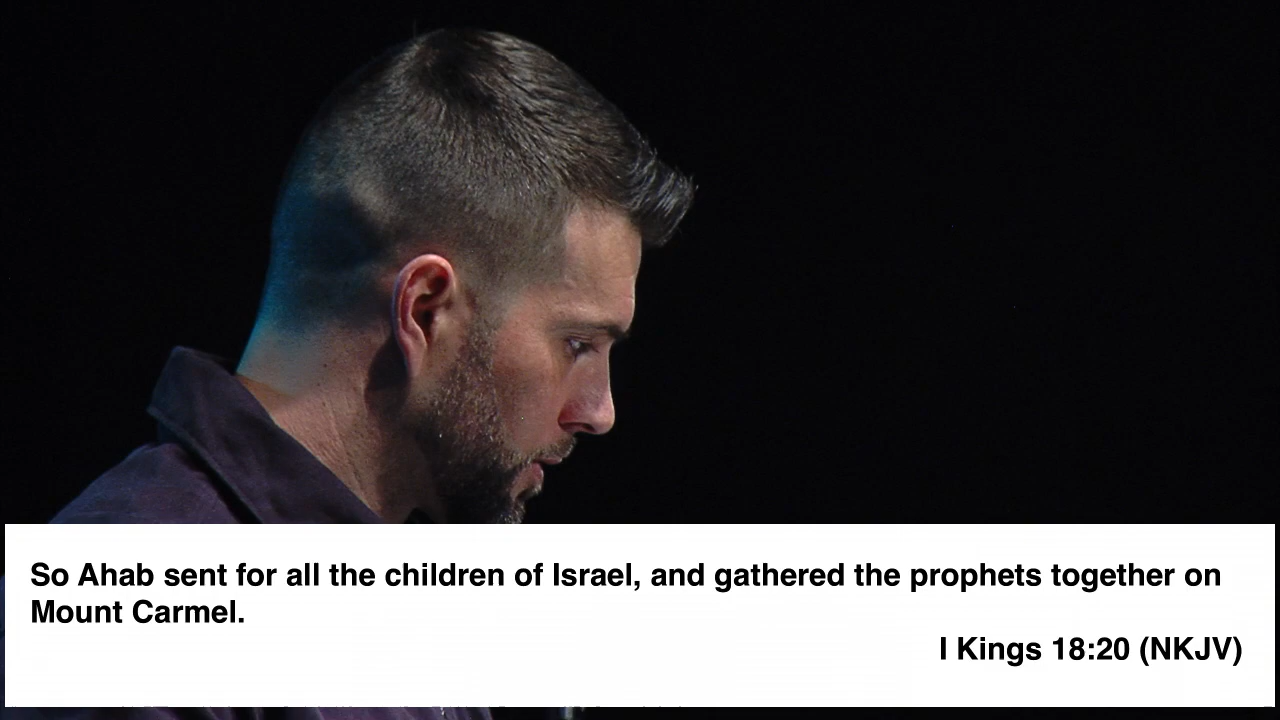 So Ahab sent for all the children of Israel, and gathered the prophets together on
Mount Carmel.
I Kings 18:20 (NKJV)